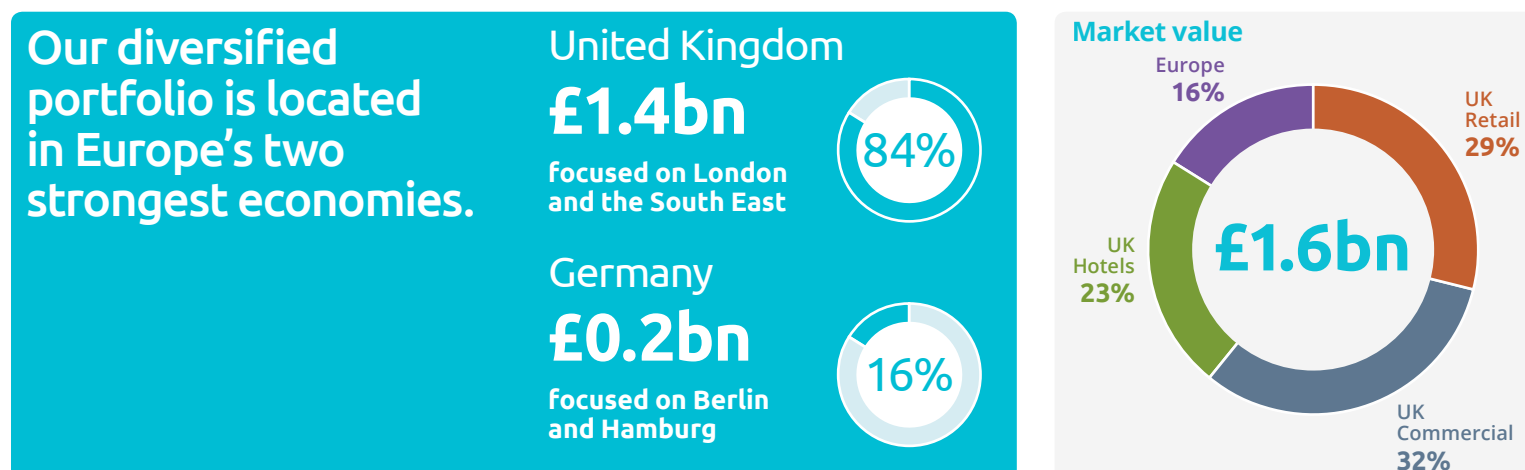 Our diversified
portfolio is located
in Europe’s two
strongest economies.
United Kingdom
£1.4bn
focused on London
and the South East
84%
Germany
£0.2bn
focused on Berlin
and Hamburg
16%
Market value
Europe
16%
UK
Retail
29%
UK
Hotels
23%
£1.6bn
UK
Commercial
32%